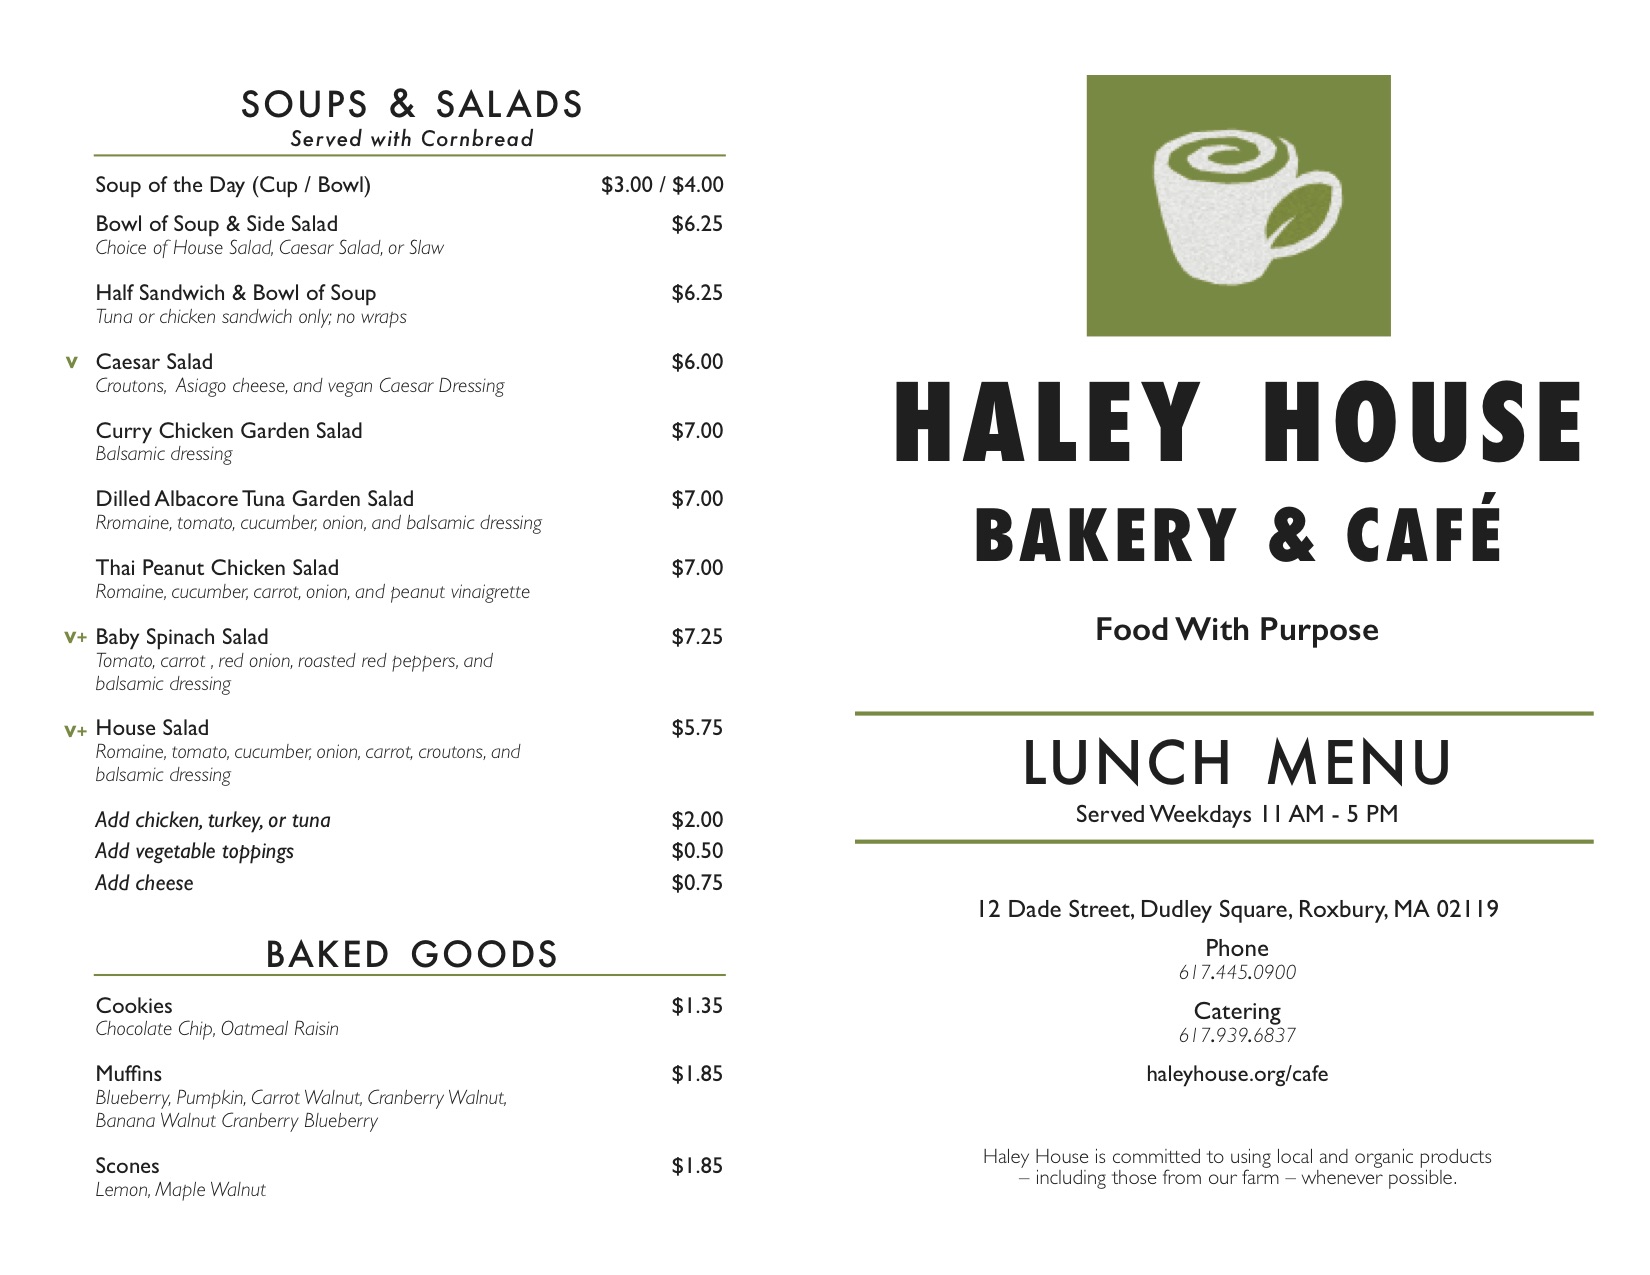 SOUPS & SALADS
Served with Cornbread
Soup of the Day (Cup / Bowl) $3.00 / $4.00
Bowl of Soup & Side Salad $6.25
Choice of House Salad, Caesar Salad, or Slaw
Half Sandwich & Bowl of Soup $6.25
Tuna or chicken sandwich only; no wraps
v Caesar Salad $6.00
Croutons, Asiago cheese, and vegan Caesar Dressing
Curry Chicken Garden Salad $7.00
Balsamic dressing
Dilled Albacore Tuna Garden Salad $7.00
Rromaine, tomato, cucumber, onion, and balsamic dressing
Thai Peanut Chicken Salad $7.00
Romaine, cucumber, carrot, onion, and peanut vinaigrette
v+ Baby Spinach Salad $7.25
Tomato, carrot , red onion, roasted red peppers, and
balsamic dressing
v+ House Salad $5.75
Romaine, tomato, cucumber, onion, carrot, croutons, and
balsamic dressing
Add chicken, turkey, or tuna $2.00
Add vegetable toppings $0.50
Add cheese $0.75
BAKED GOODS
Cookies $1.35
Chocolate Chip, Oatmeal Raisin
Muffins $1.85
Blueberry, Pumpkin, Carrot Walnut, Cranberry Walnut,
Banana Walnut Cranberry Blueberry
Scones $1.85
Lemon, Maple Walnut
HALEY HOUSE
BAKERY & CAFÉ
Food With Purpose
LUNCH MENU
Served Weekdays 11 AM - 5 PM
12 Dade Street, Dudley Square, Roxbury, MA 02119
Phone
617.445.0900
Catering
617.939.6837
haleyhouse.org/cafe
Haley House is committed to using local and organic products
– including those from our farm – whenever possible.